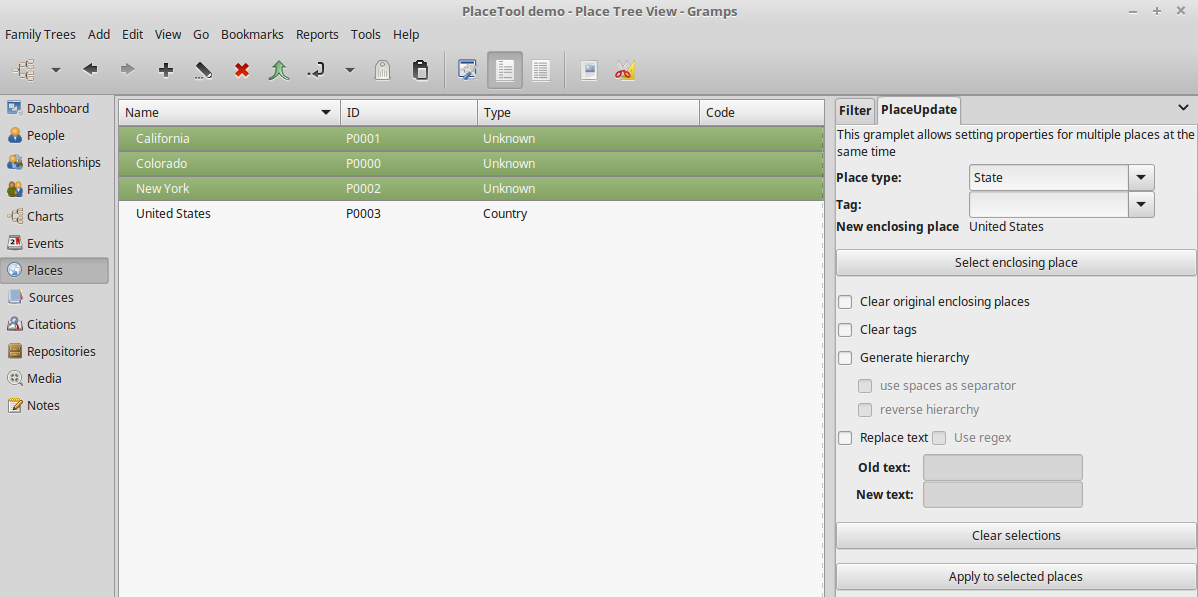 PlaceTool demo - Place Tree View - Gramps
Family Trees Add Edit View Go Bookmarks Reports Tools Help
Dashboard
People
Relationships
Families
Charts
Events
Places
Sources
Citations
Repositories
Media
Notes
Name ID Type Code
California P0001 Unknown
Colorado P0000 Unknown
New York P0002 Unknown
United States P0003 Country
Filter PlaceUpdate
This gramplet allows setting properties for multiple places at the
same time
Place type: State
Tag:
New enclosing place United States
Select enclosing place
Clear original enclosing places
Clear tags
Generate hierarchy
use spaces as separator
reverse hierarchy
Replace text Use regex
Old text:
New text:
Clear selections
Apply to selected places